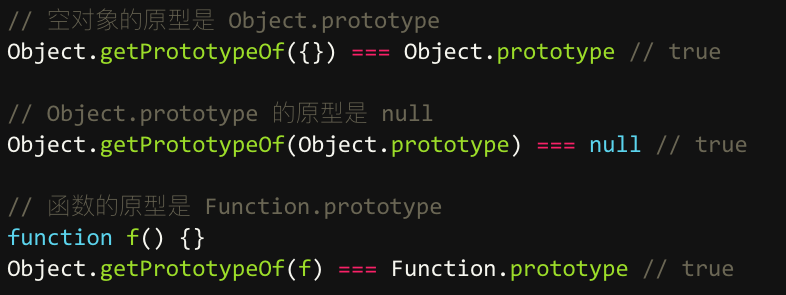 // 空对象的原型是 Object.prototype
Object.getPrototypeOf({}) === Object.prototype // true

// Object.prototype 的原型是 null
Object.getPrototypeOf(Object.prototype) === null // true

// 函数的原型是 Function.prototype
function f() {}
Object.getPrototypeOf(f) === Function.prototype // true